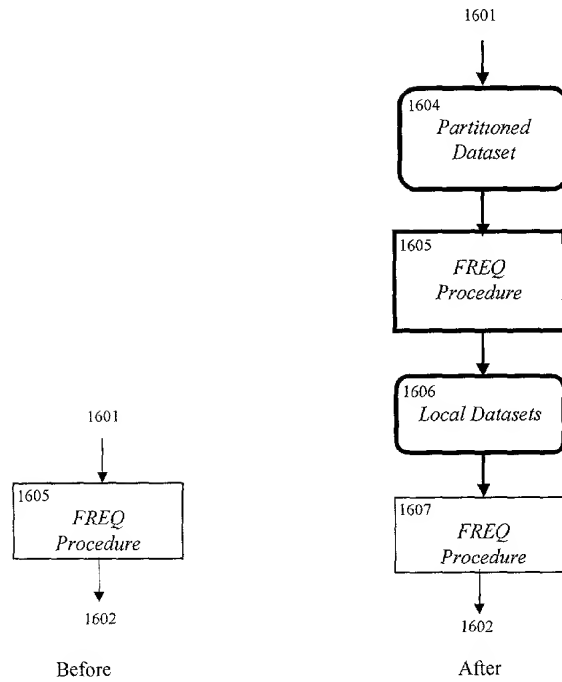 1601
1604
Partitioned
Dataset
1605
FREQ
Procedure
1606
Local Datasets
1601
1605
FREQ
Procedure
1607
FREQ
Procedure
1602
1602
Before
After